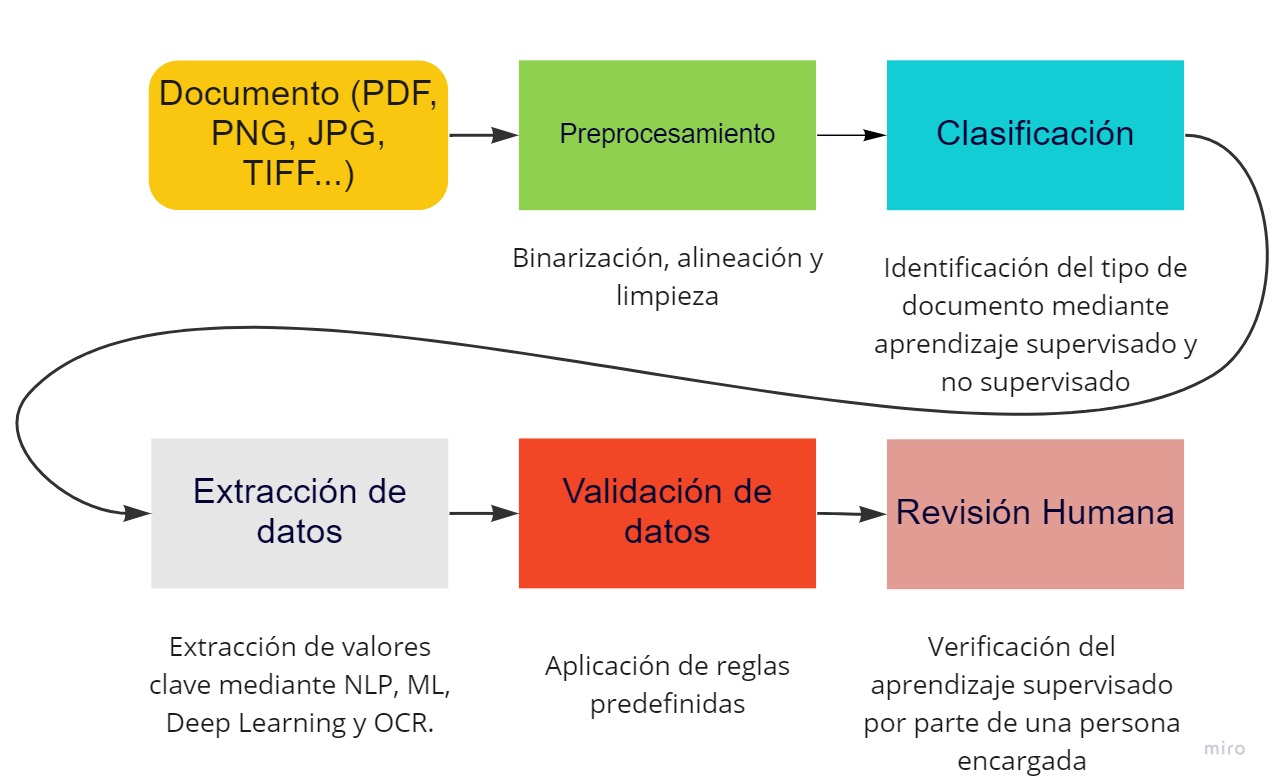 Documento (PDF,
PNG, JPG,
TIFF...)
Preprocesamiento
Clasificación
Binarización, alineación y
limpieza
Identificación del tipo de
documento mediante
aprendizaje supervisado y
no supervisado
Extracción de
datos
Validación de
datos
Revisión Humana
Extracción de valores
clave mediante NLP, ML,
Deep Learning y OCR.
Aplicación de reglas
predefinidas
Verificación del
aprendizaje supervisado
por parte de una persona
encargada
miro